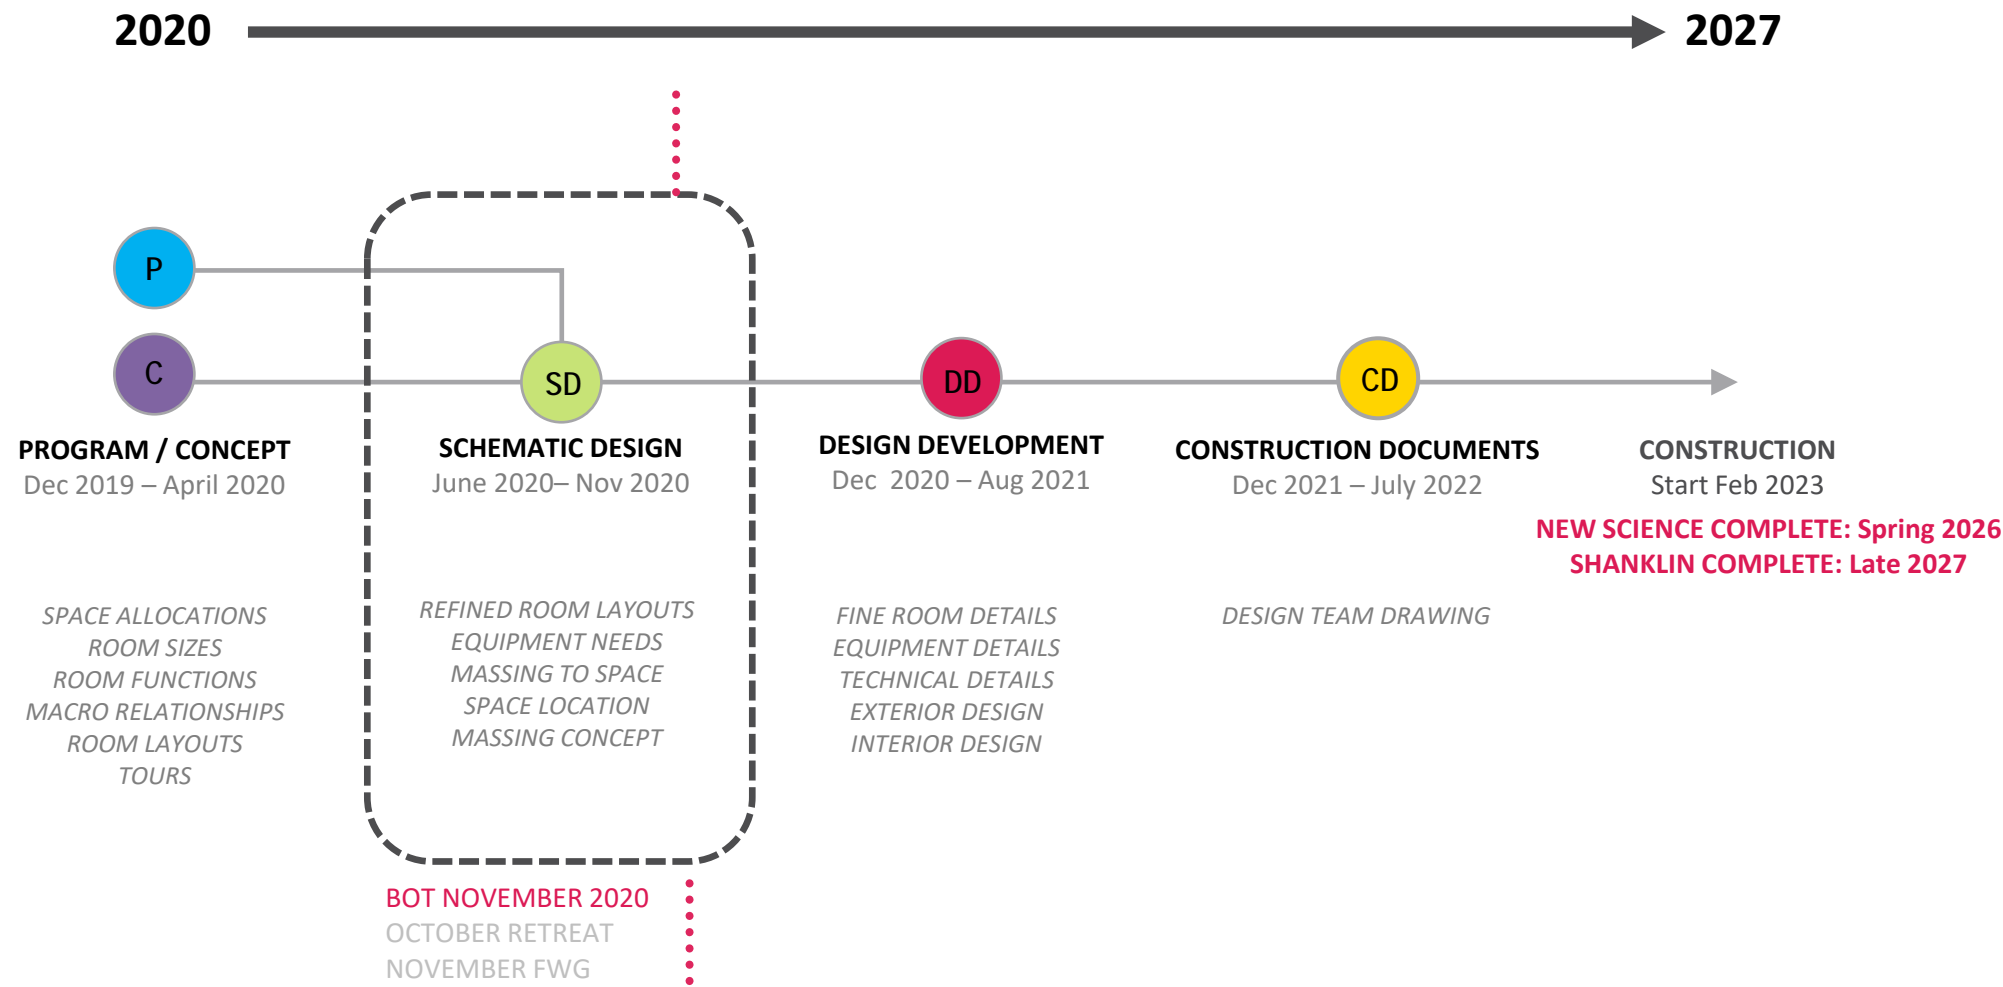 2020
2027
P
C
SD
DD
CD
PROGRAM / CONCEPT
Dec 2019 – April 2020
SPACE ALLOCATIONS
ROOM SIZES
ROOM FUNCTIONS
MACRO RELATIONSHIPS
ROOM LAYOUTS
TOURS
SCHEMATIC DESIGN
June 2020– Nov 2020
REFINED ROOM LAYOUTS
EQUIPMENT NEEDS
MASSING TO SPACE
SPACE LOCATION
MASSING CONCEPT
BOT NOVEMBER 2020
OCTOBER RETREAT
NOVEMBER FWG
DESIGN DEVELOPMENT
Dec  2020 – Aug 2021
FINE ROOM DETAILS
EQUIPMENT DETAILS
TECHNICAL DETAILS
EXTERIOR DESIGN
INTERIOR DESIGN
CONSTRUCTION DOCUMENTS
Dec 2021 – July 2022
DESIGN TEAM DRAWING
CONSTRUCTION
Start Feb 2023
NEW SCIENCE COMPLETE: Spring 2026
SHANKLIN COMPLETE: Late 2027